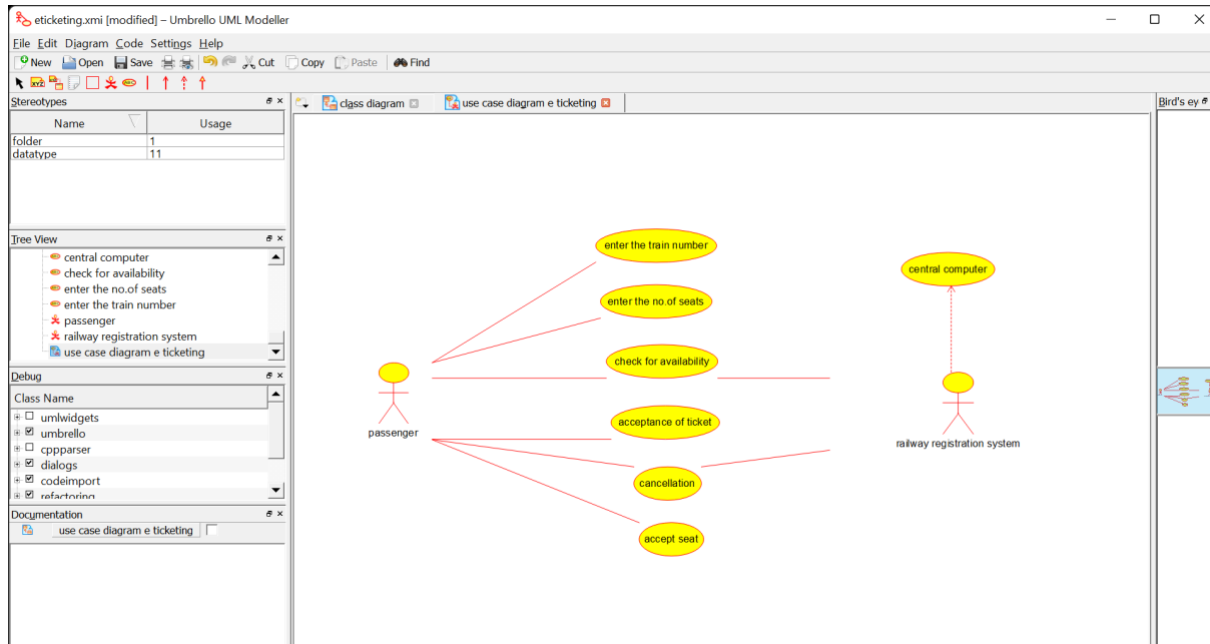 eticketing.xmi [modified] – Umbrello UML Modeller
File Edit Diagram Code Settings Help
New Open Save Cut Copy Paste Find
XYZ
Stereotypes
Name Usage
folder 1
datatype 11
Tree View
central computer
check for availability
enter the no.of seats
enter the train number
passenger
railway registration system
use case diagram e ticketing
Debug
Class Name
umlwidgets
umbrello
cppparser
dialogs
codeimport
refactoring
Documentation
use case diagram e ticketing
class diagram use case diagram e ticketing
enter the train number
enter the no.of seats
check for availability
acceptance of ticket
cancellation
accept seat
passenger
central computer
railway registration system
Bird's ey